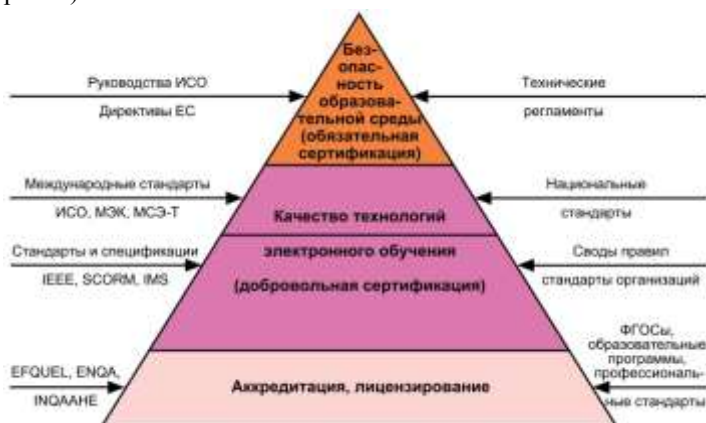 Без-
опас-
ность
образова-
тельной среды
(обязательная
сертификация)
Руководства ИСО
Директивы ЕС
Технические
регламенты
Международные стандарты
ИСО, МЭК, МСЭ-Т
Качество технологий
Национальные
стандарты
Стандарты и спецификации
IEEE, SCORM, IMS
электронного обучения
(добровольная сертификация)
Своды правил
стандарты организаций
EFQUEL, ENQA,
INQAAHE
Аккредитация, лицензирование
ФГОСы,
образовательные
программы,
профессиональ-
ные стандарты